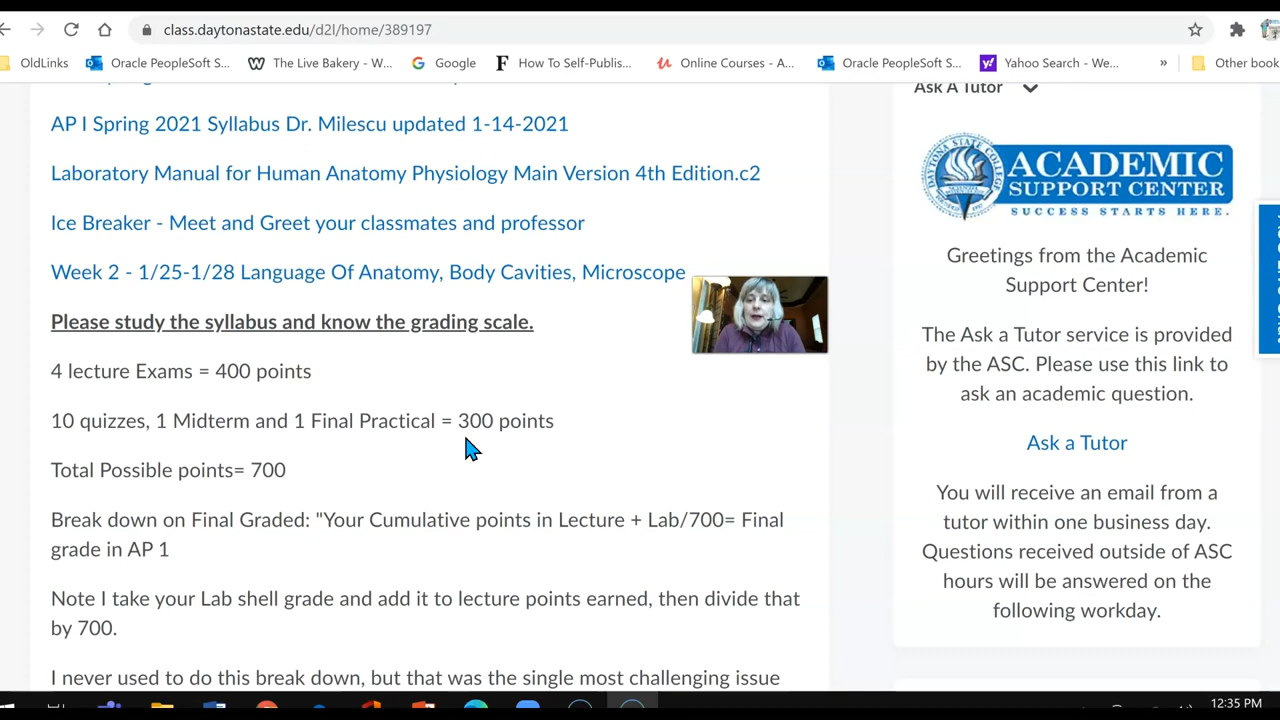 class.daytonastate.edu/d2l/home/389197
OldLinks
Oracle PeopleSoft S...
The Live Bakery - W...
Google
How To Self-Publis...
Online Courses - A...
Oracle PeopleSoft S...
Yahoo Search - We...
»
Other book
AP I Spring 2021 Syllabus Dr. Milescu updated 1-14-2021
Laboratory Manual for Human Anatomy Physiology Main Version 4th Edition.c2
Ice Breaker - Meet and Greet your classmates and professor
Week 2 - 1/25-1/28 Language Of Anatomy, Body Cavities, Microscope
Please study the syllabus and know the grading scale.
4 lecture Exams = 400 points
10 quizzes, 1 Midterm and 1 Final Practical = 300 points
Total Possible points= 700
Break down on Final Graded: "Your Cumulative points in Lecture + Lab/700= Final
grade in AP 1
Note I take your Lab shell grade and add it to lecture points earned, then divide that
by 700.
I never used to do this break down, but that was the single most challenging issue
Ask A Tutor
DAYTONA STATE COLLEGE
ACADEMIC
SUPPORT CENTER
SUCCESS STARTS HERE.
Greetings from the Academic
Support Center!
The Ask a Tutor service is provided
by the ASC. Please use this link to
ask an academic question.
Ask a Tutor
You will receive an email from a
tutor within one business day.
Questions received outside of ASC
hours will be answered on the
following workday.
12:35 PM